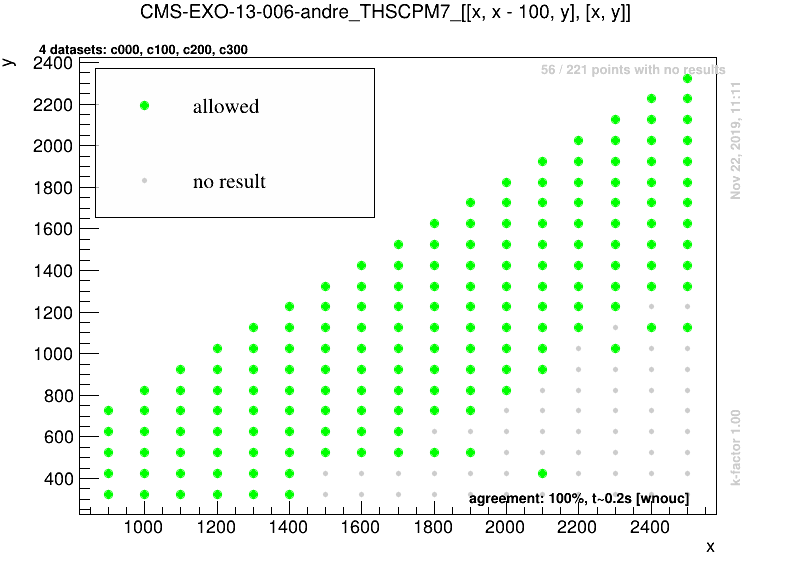 CMS-EXO-13-006-andre_THSCPM7_[[x, x - 100, y], [x, y]]
4 datasets: c000, c100, c200, c300
56 / 221 points with no results
y
2400
2200
2000
1800
1600
1400
1200
1000
800
600
400
allowed
no result
Nov 22, 2019, 11:11
k-factor 1.00
agreement: 100%, t~0.2s [wnouc]
1000 1200 1400 1600 1800 2000 2200 2400
x